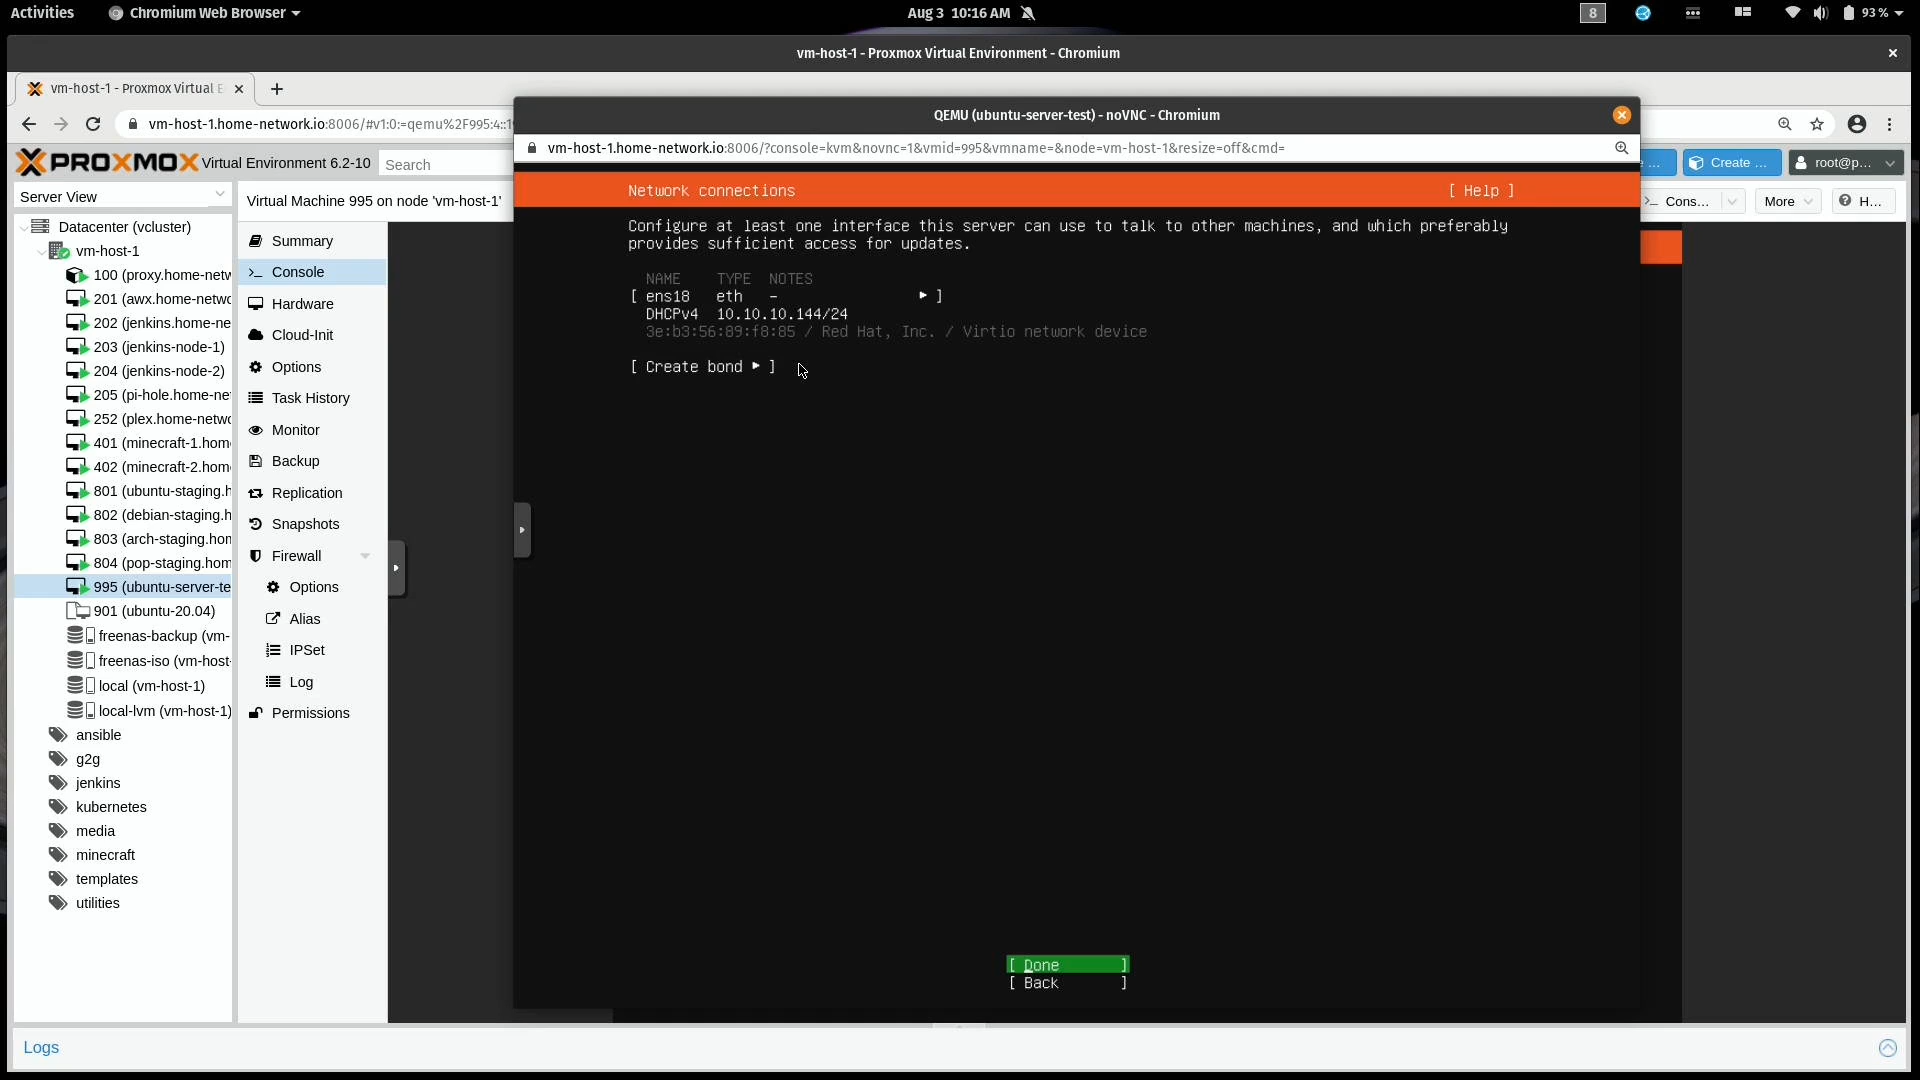 Activities
Chromium Web Browser
Aug 3 10:16 AM
8
93 %
vm-host-1 - Proxmox Virtual Environment - Chromium
vm-host-1 - Proxmox Virtual E
vm-host-1.home-network.io:8006/#v1:0:=qemu%2F995:4::
QEMU (ubuntu-server-test) - noVNC - Chromium
vm-host-1.home-network.io:8006/?console=kvm&novnc=1&vmid=995&vmname=&node=vm-host-1&resize=off&cmd=
PROXMOX Virtual Environment 6.2-10
Search
Create ...
root@p...
Server View
Virtual Machine 995 on node 'vm-host-1'
Cons...
More
H...
Datacenter (vcluster)
vm-host-1
100 (proxy.home-netw
201 (awx.home-netwo
202 (jenkins.home-ne
203 (jenkins-node-1)
204 (jenkins-node-2)
205 (pi-hole.home-ne
252 (plex.home-netwo
401 (minecraft-1.hom
402 (minecraft-2.hom
801 (ubuntu-staging.h
802 (debian-staging.h
803 (arch-staging.hom
804 (pop-staging.hom
995 (ubuntu-server-te
901 (ubuntu-20.04)
freenas-backup (vm-
freenas-iso (vm-host-
local (vm-host-1)
local-lvm (vm-host-1)
ansible
g2g
jenkins
kubernetes
media
minecraft
templates
utilities
Summary
Console
Hardware
Cloud-Init
Options
Task History
Monitor
Backup
Replication
Snapshots
Firewall
Options
Alias
IPSet
Log
Permissions
Network connections [ Help ]
Configure at least one interface this server can use to talk to other machines, and which preferably
provides sufficient access for updates.
NAME TYPE NOTES
[ ens18 eth - ▸ ]
DHCPv4 10.10.10.144/24
3e:b3:56:89:f8:85 / Red Hat, Inc. / Virtio network device
[ Create bond ▸ ]
[ Done ]
[ Back ]
Logs